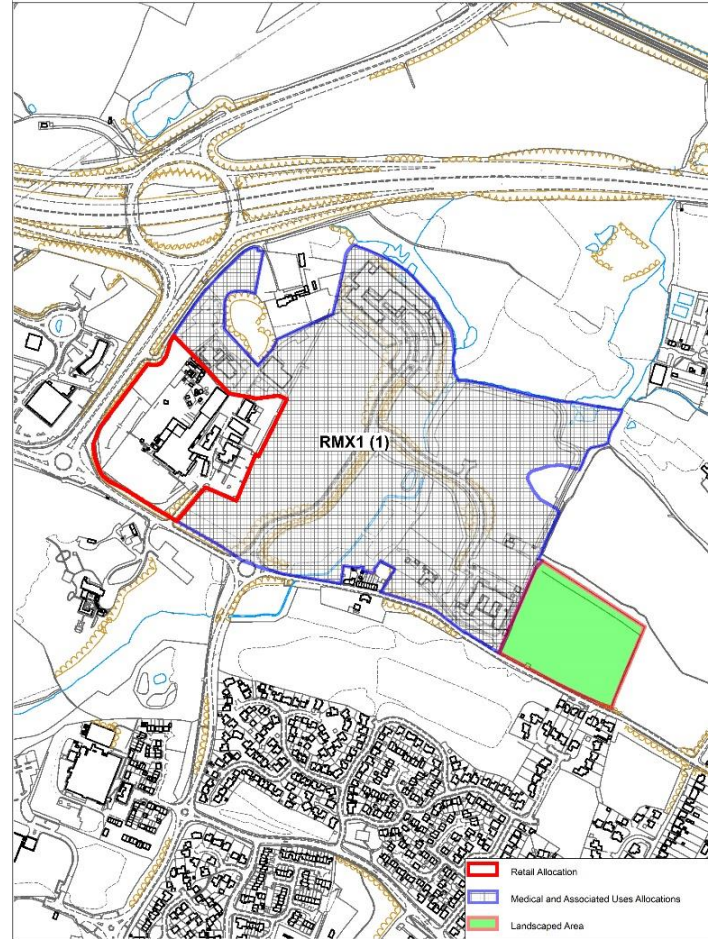 RMX1 (1)
Retail Allocation
Medical and Associated Uses Allocations
Landscaped Area